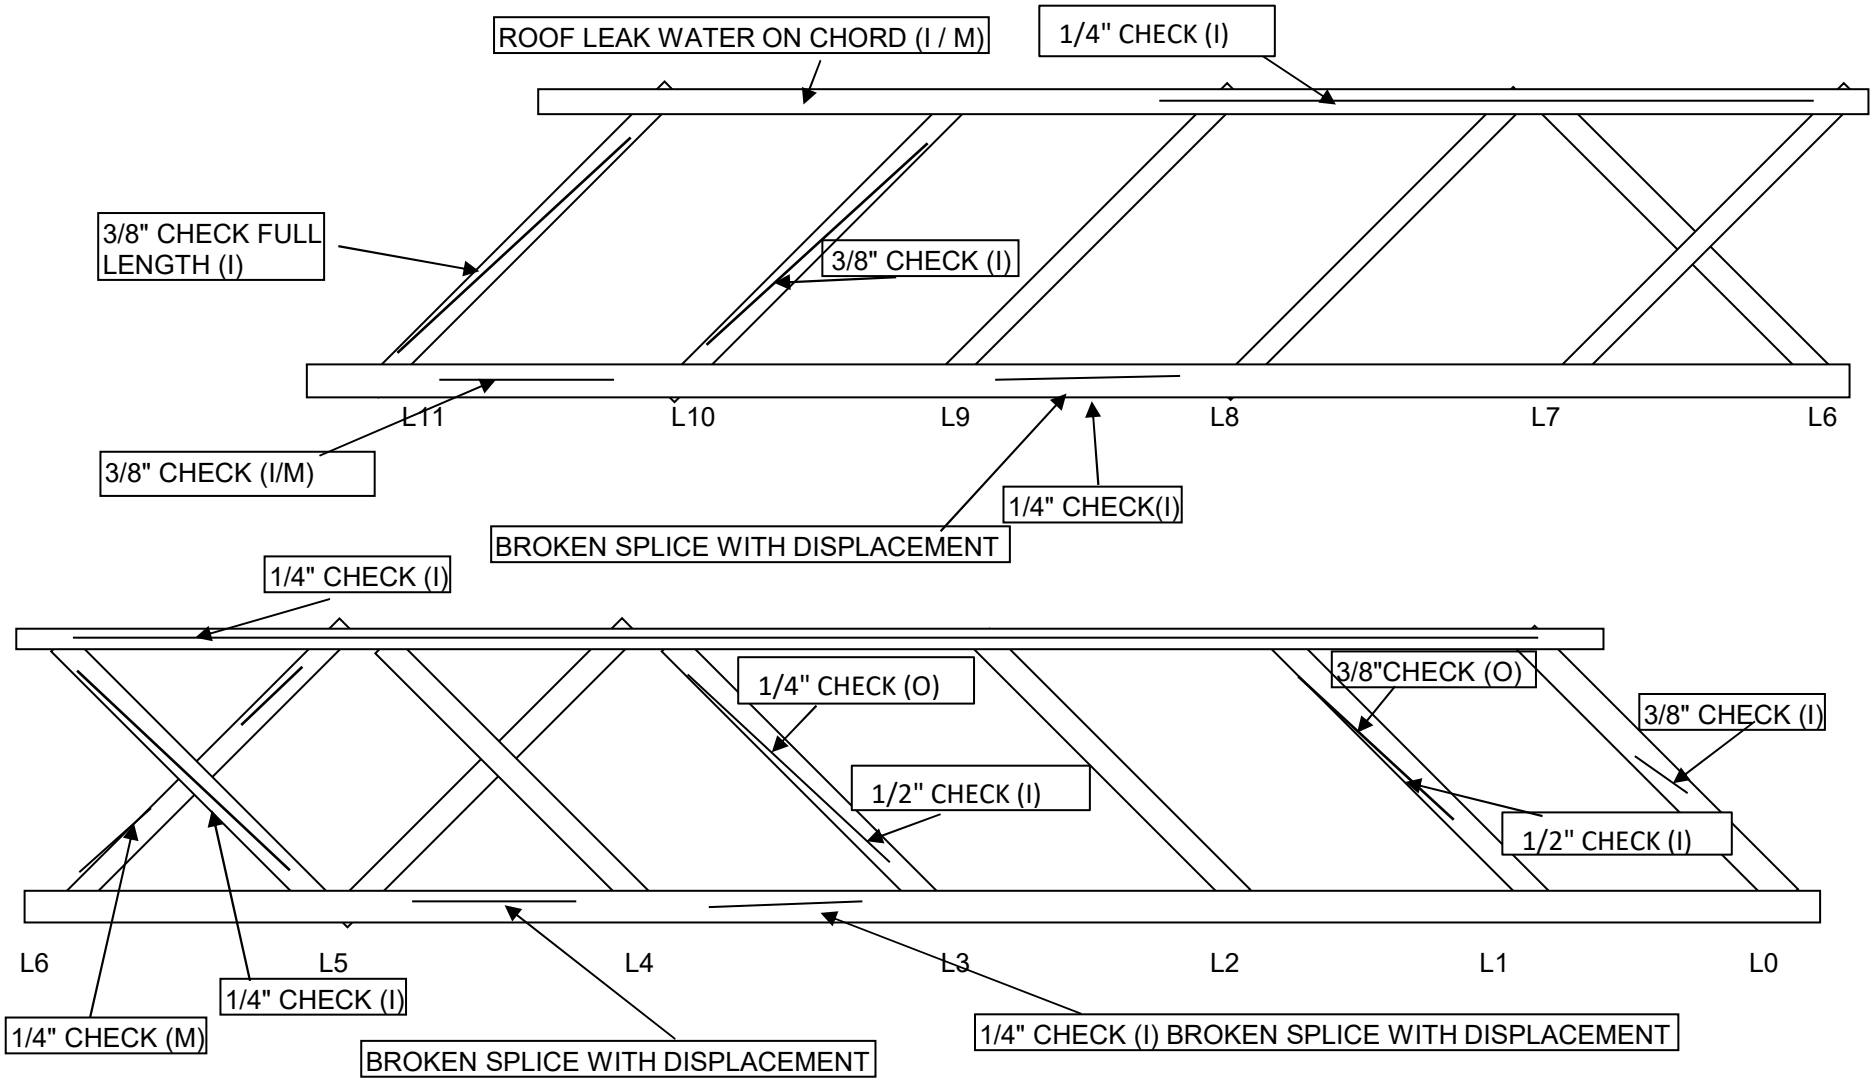 ROOF LEAK WATER ON CHORD (I / M)
1/4" CHECK (I)
3/8" CHECK FULL
LENGTH (I)
3/8" CHECK (I)
L11
L10
L9
L8
L7
L6
3/8" CHECK (I/M)
1/4" CHECK(I)
BROKEN SPLICE WITH DISPLACEMENT
1/4" CHECK (I)
1/4" CHECK (O)
3/8"CHECK (O)
3/8" CHECK (I)
1/2" CHECK (I)
1/2" CHECK (I)
L6
L5
L4
L3
L2
L1
L0
1/4" CHECK (I)
1/4" CHECK (M)
BROKEN SPLICE WITH DISPLACEMENT
1/4" CHECK (I) BROKEN SPLICE WITH DISPLACEMENT